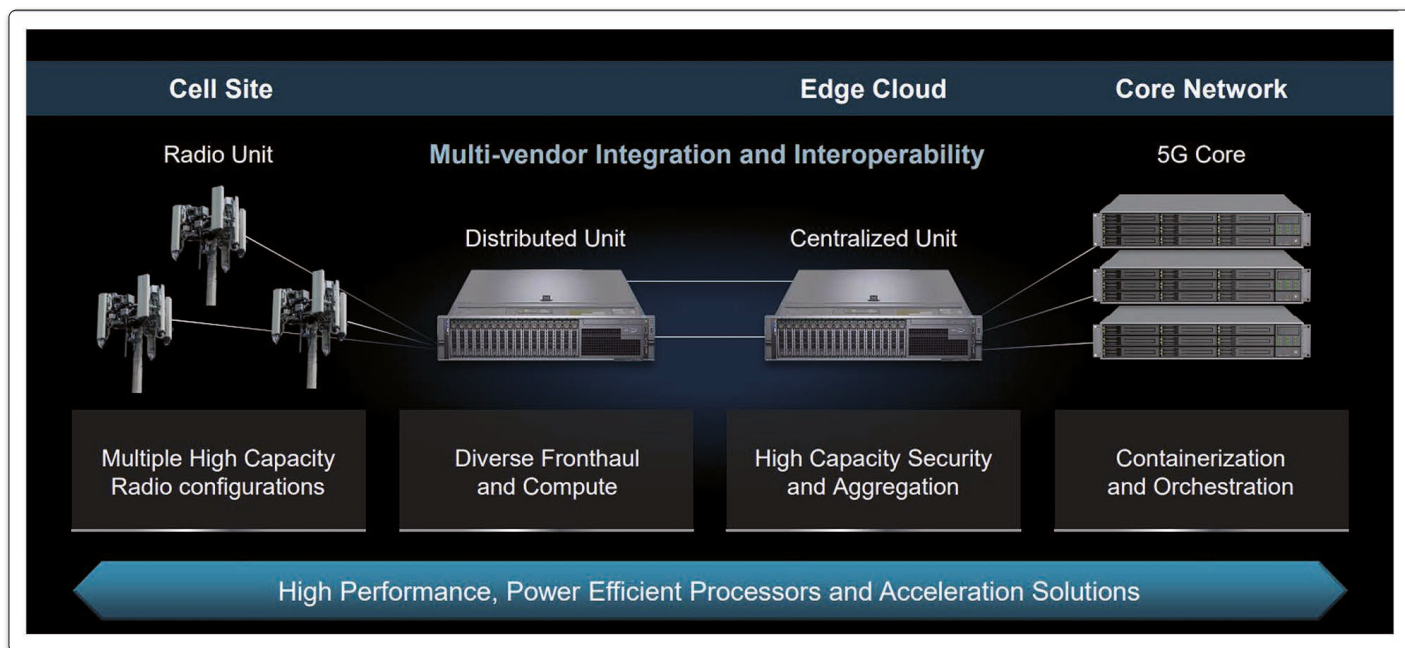 Cell Site
Edge Cloud
Core Network
Radio Unit
Multi-vendor Integration and Interoperability
5G Core
Distributed Unit
Centralized Unit
Multiple High Capacity
Radio configurations
Diverse Fronthaul
and Compute
High Capacity Security
and Aggregation
Containerization
and Orchestration
High Performance, Power Efficient Processors and Acceleration Solutions